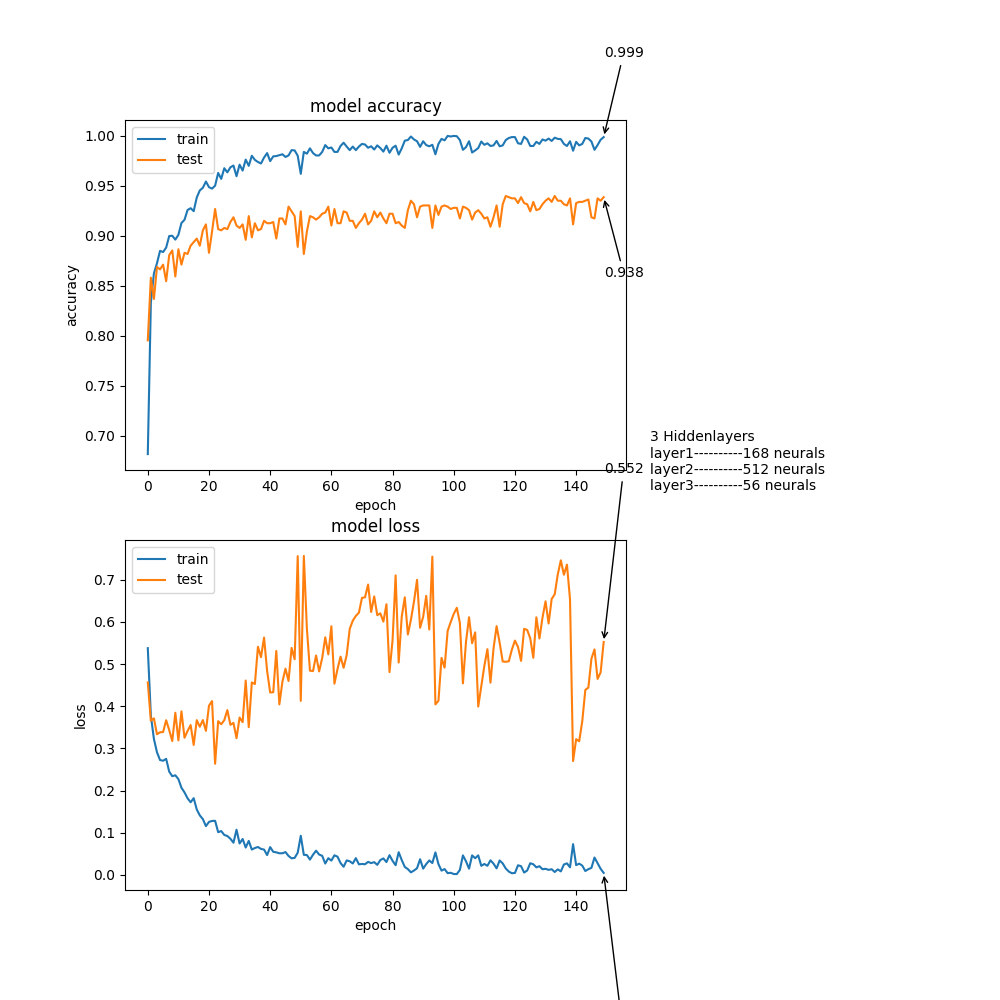 0.999
model accuracy
train
test
1.00
0.95
0.90
0.85
0.80
0.75
0.70
accuracy
0.938
0 20 40 60 80 100 120 140
epoch
0.552
3 Hiddenlayers
layer1----------168 neurals
layer2----------512 neurals
layer3----------56 neurals
model loss
train
test
0.7
0.6
0.5
0.4
0.3
0.2
0.1
0.0
loss
0 20 40 60 80 100 120 140
epoch